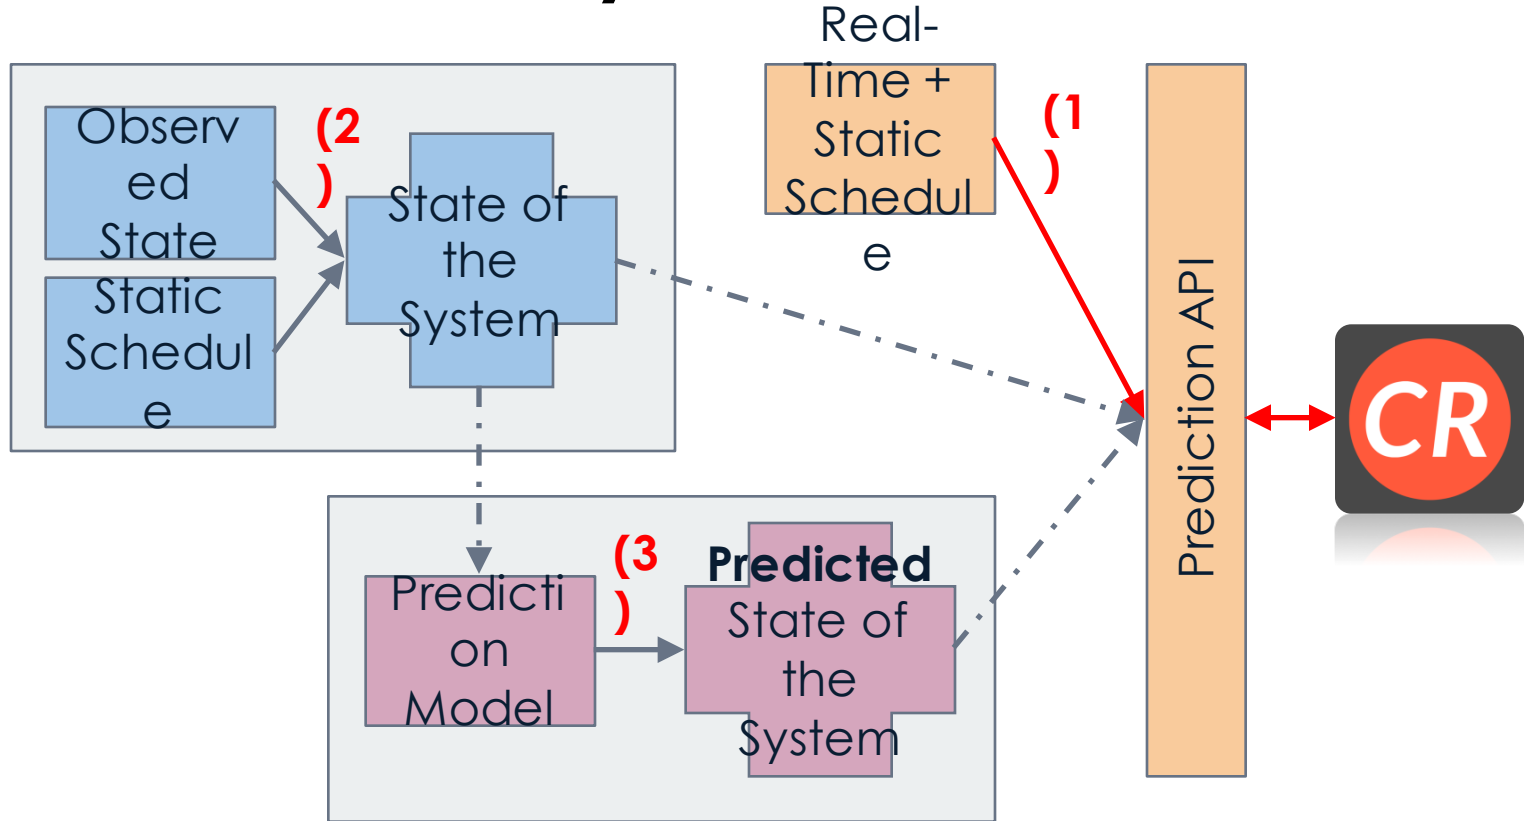 Observ
ed
State
(2
)
State of
the
System
Static
Schedul
e
Real-
Time +
Static
Schedul
e
(1
)
Prediction API
CR
Predicti
on
Model
(3
)
Predicted
State of
the
System